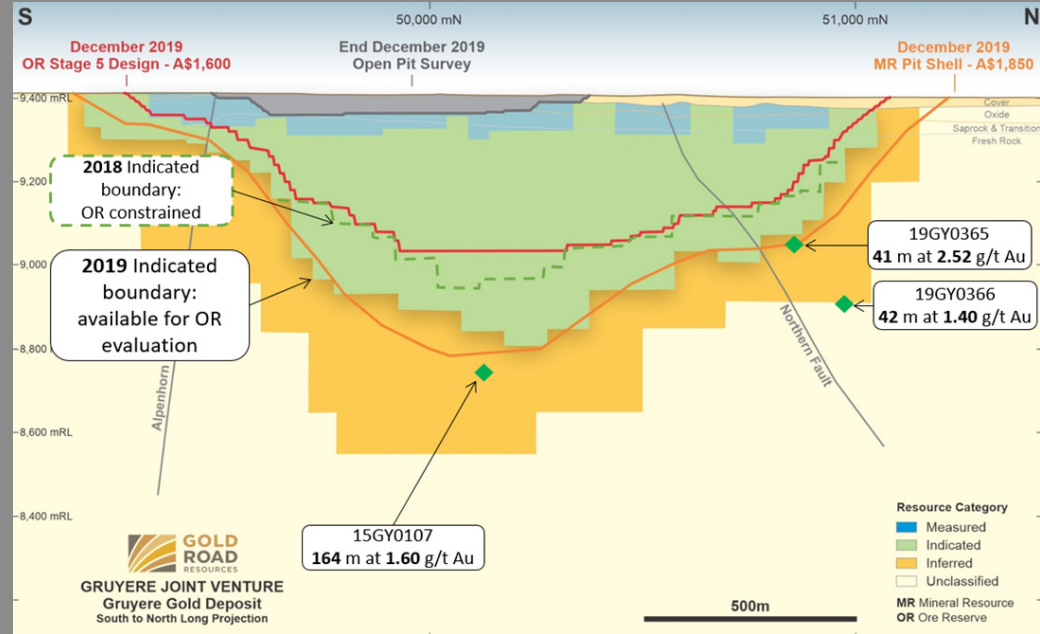 S
50,000 mN
51,000 mN
N
December 2019
OR Stage 5 Design - A$1,600
End December 2019
Open Pit Survey
December 2019
MR Pit Shell - A$1,850
9,400 mRL
Cover
Oxide
Saprock & Transition
Fresh Rock
2018 Indicated
boundary:
OR constrained
9,200 mRL
19GY0365
41 m at 2.52 g/t Au
2019 Indicated
boundary:
available for OR
evaluation
9,000 mRL
19GY0366
42 m at 1.40 g/t Au
Northern Fault
8,800 mRL
Alpenhorn
8,600 mRL
8,400 mRL
15GY0107
164 m at 1.60 g/t Au
GOLD
ROAD
RESOURCES
GRUYERE JOINT VENTURE
Gruyere Gold Deposit
South to North Long Projection
500m
Resource Category
Measured
Indicated
Inferred
Unclassified
MR Mineral Resource
OR Ore Reserve